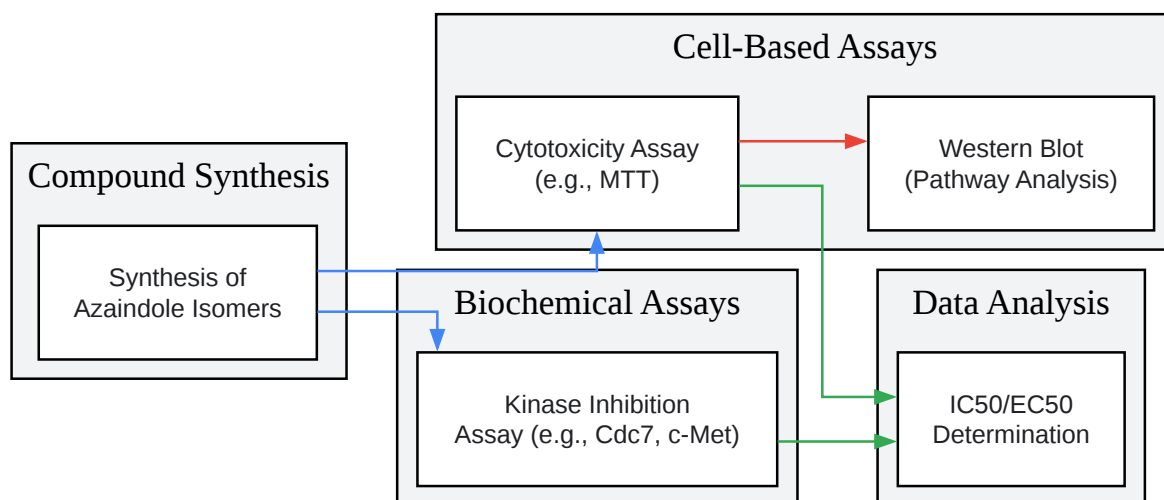 Cell-Based Assays
Cytotoxicity Assay
(e.g., MTT)
Western Blot
(Pathway Analysis)
Compound Synthesis
Synthesis of
Azaindole Isomers
Biochemical Assays
Kinase Inhibition
Assay (e.g., Cdc7, c-Met)
Data Analysis
IC50/EC50
Determination